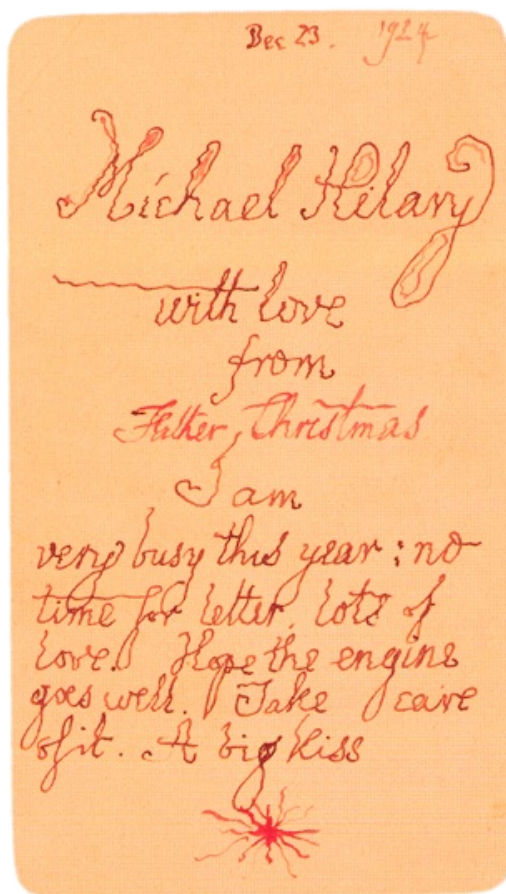 Dec 23. 1924
Michael Hilary
with love
from
Father Christmas
I am
very busy this year : no
time for letter. lots of
love. Hope the engine
goes well. Take care
of it. A big kiss